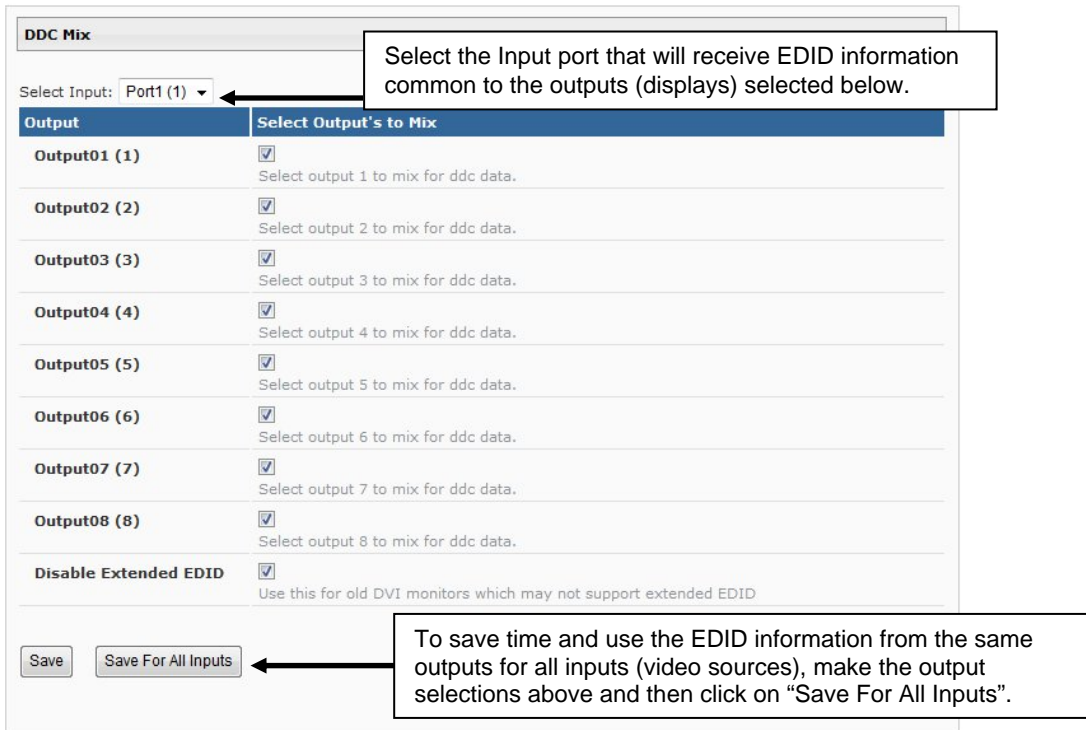 DDC Mix
Select the Input port that will receive EDID information
common to the outputs (displays) selected below.
Select Input: Port1 (1)
Output Select Output's to Mix
Output01 (1)
Select output 1 to mix for ddc data.
Output02 (2)
Select output 2 to mix for ddc data.
Output03 (3)
Select output 3 to mix for ddc data.
Output04 (4)
Select output 4 to mix for ddc data.
Output05 (5)
Select output 5 to mix for ddc data.
Output06 (6)
Select output 6 to mix for ddc data.
Output07 (7)
Select output 7 to mix for ddc data.
Output08 (8)
Select output 8 to mix for ddc data.
Disable Extended EDID
Use this for old DVI monitors which may not support extended EDID
Save Save For All Inputs
To save time and use the EDID information from the same
outputs for all inputs (video sources), make the output
selections above and then click on “Save For All Inputs”.